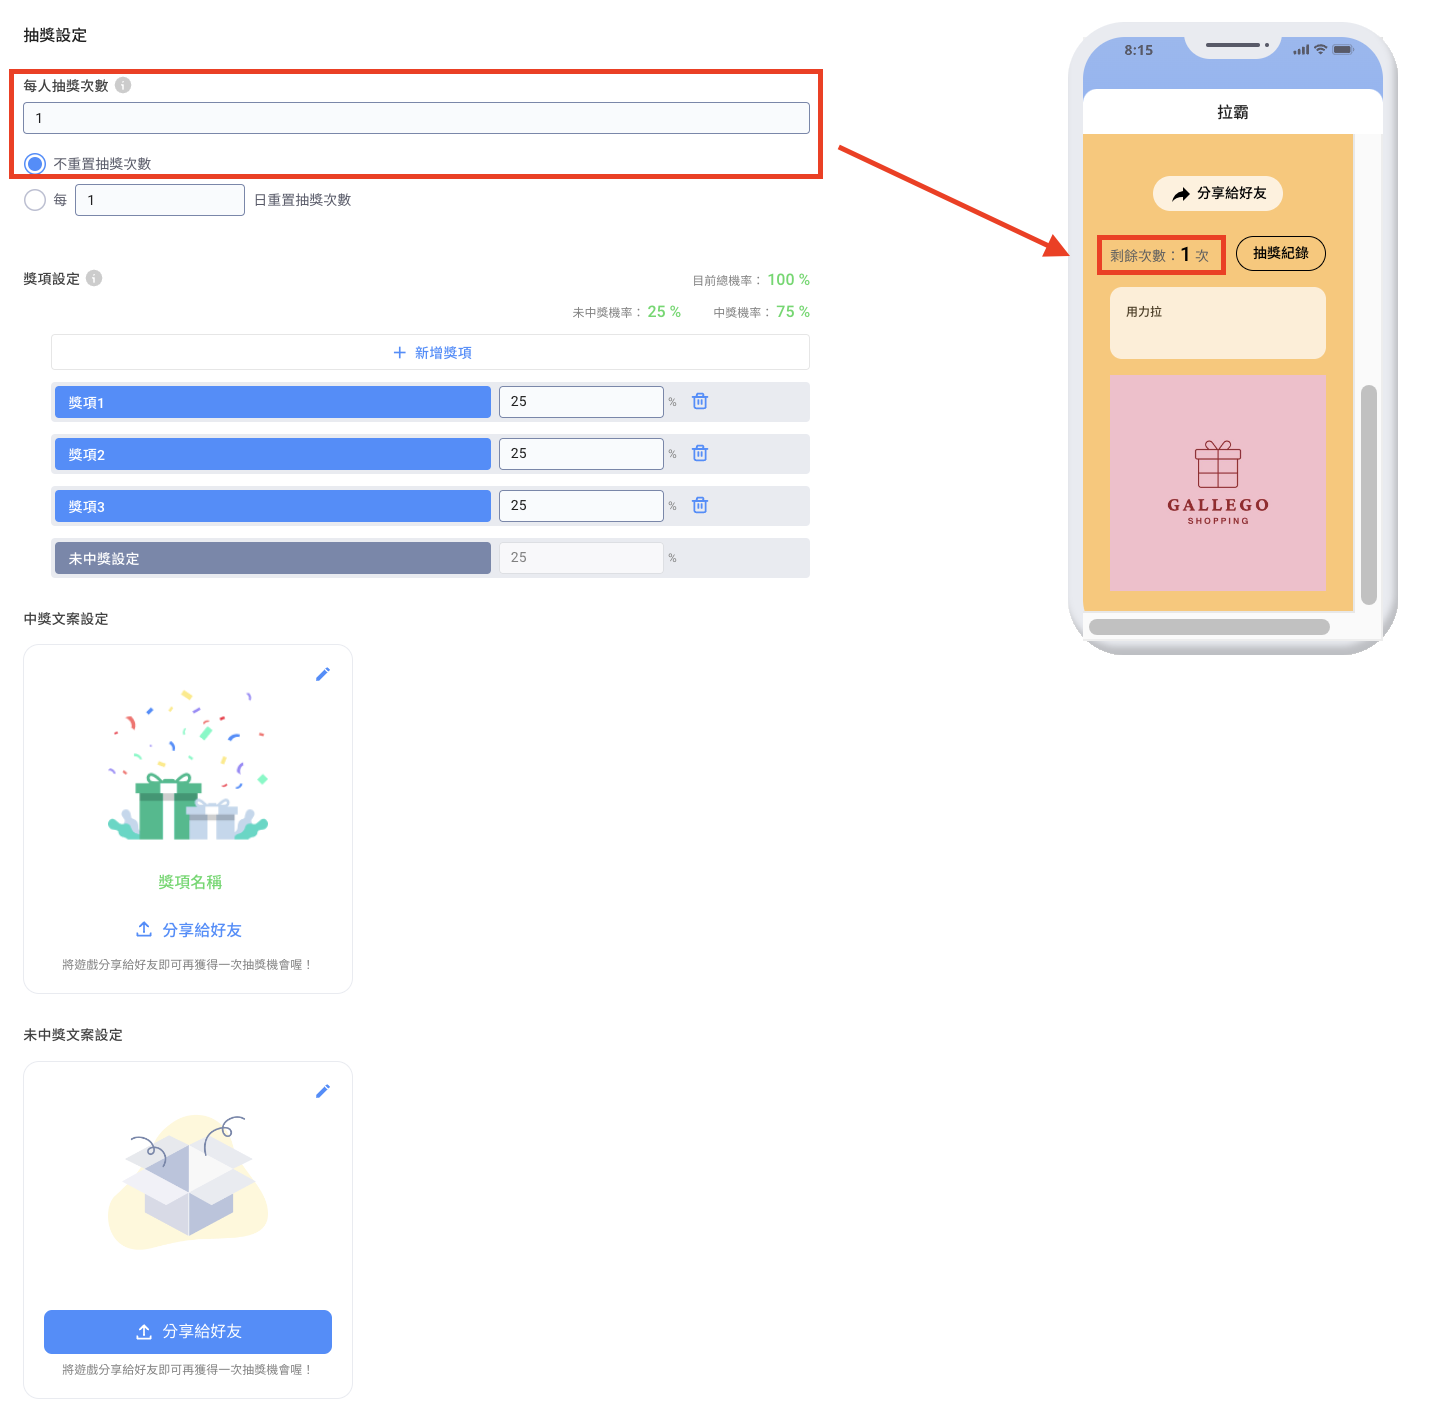 抽獎設定
每人抽獎次數
1
不重置抽獎次數
每 1 日重置抽獎次數
獎項設定
目前總機率： 100 %
未中獎機率： 25 % 中獎機率： 75 %
+ 新增獎項
獎項1 25 %
獎項2 25 %
獎項3 25 %
未中獎設定 25 %
中獎文案設定
獎項名稱
分享給好友
將遊戲分享給好友即可再獲得一次抽獎機會喔！
未中獎文案設定
分享給好友
將遊戲分享給好友即可再獲得一次抽獎機會喔！
8:15
拉霸
分享給好友
剩餘次數：1 次
抽獎紀錄
用力拉
GALLEGO
SHOPPING